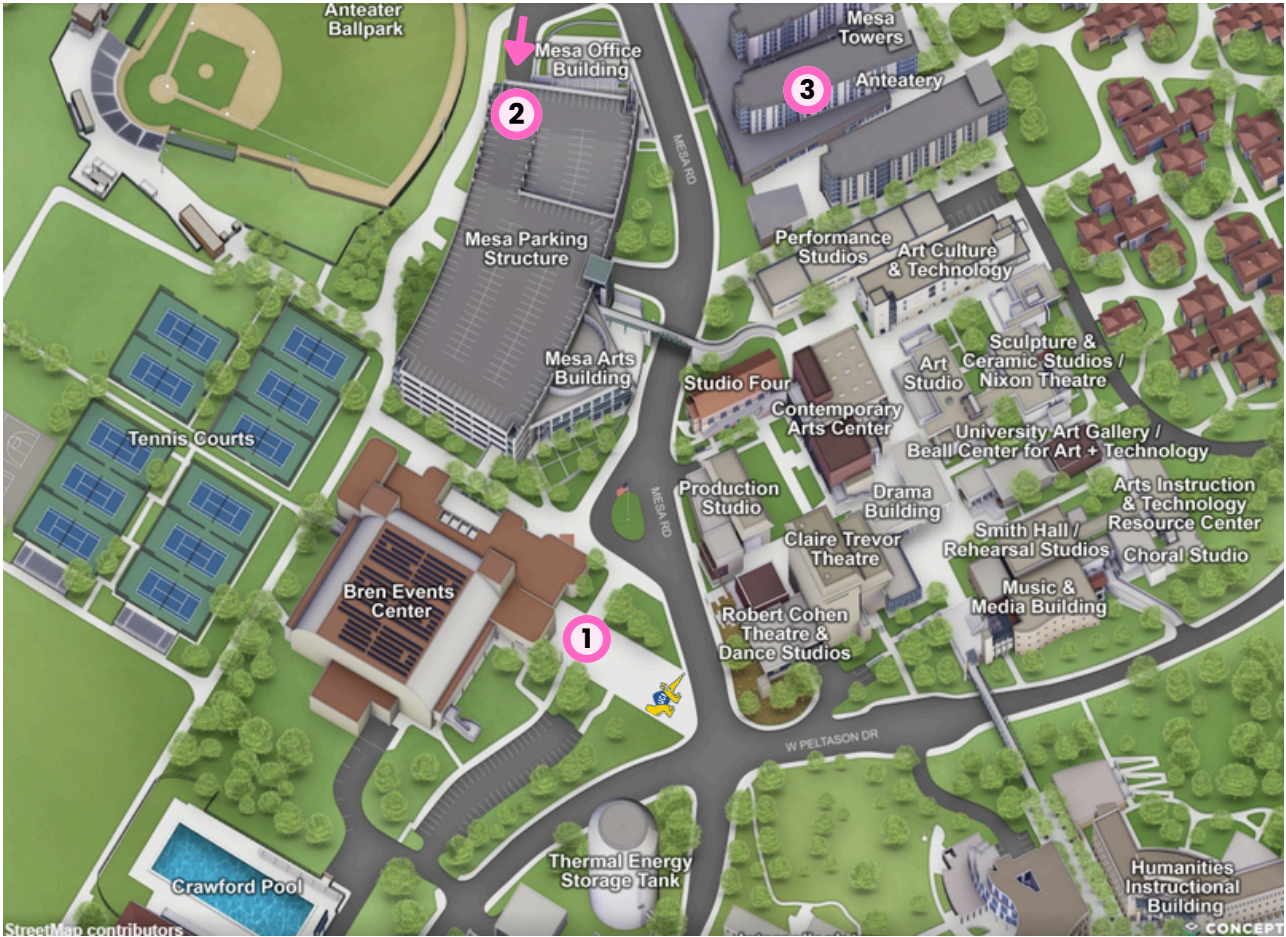 Anteater
Ballpark
Mesa Office
Building
Mesa
Towers
Anteatery
3
2
MESA RD
Mesa Parking
Structure
Performance
Studios
Art Culture
& Technology
Mesa Arts
Building
Studio Four
Art
Studio
Sculpture &
Ceramic Studios /
Nixon Theatre
Contemporary
Arts Center
University Art Gallery /
Beall Center for Art + Technology
Tennis Courts
Production
Studio
MESA RD
Drama
Building
Arts Instruction
& Technology
Resource Center
Claire Trevor
Theatre
Smith Hall /
Rehearsal Studios
Choral Studio
Bren Events
Center
Music &
Media Building
1
Robert Cohen
Theatre &
Dance Studios
W PELTASON DR
Thermal Energy
Storage Tank
Crawford Pool
Humanities
Instructional
Building
StreetMap contributors
CONCEPT